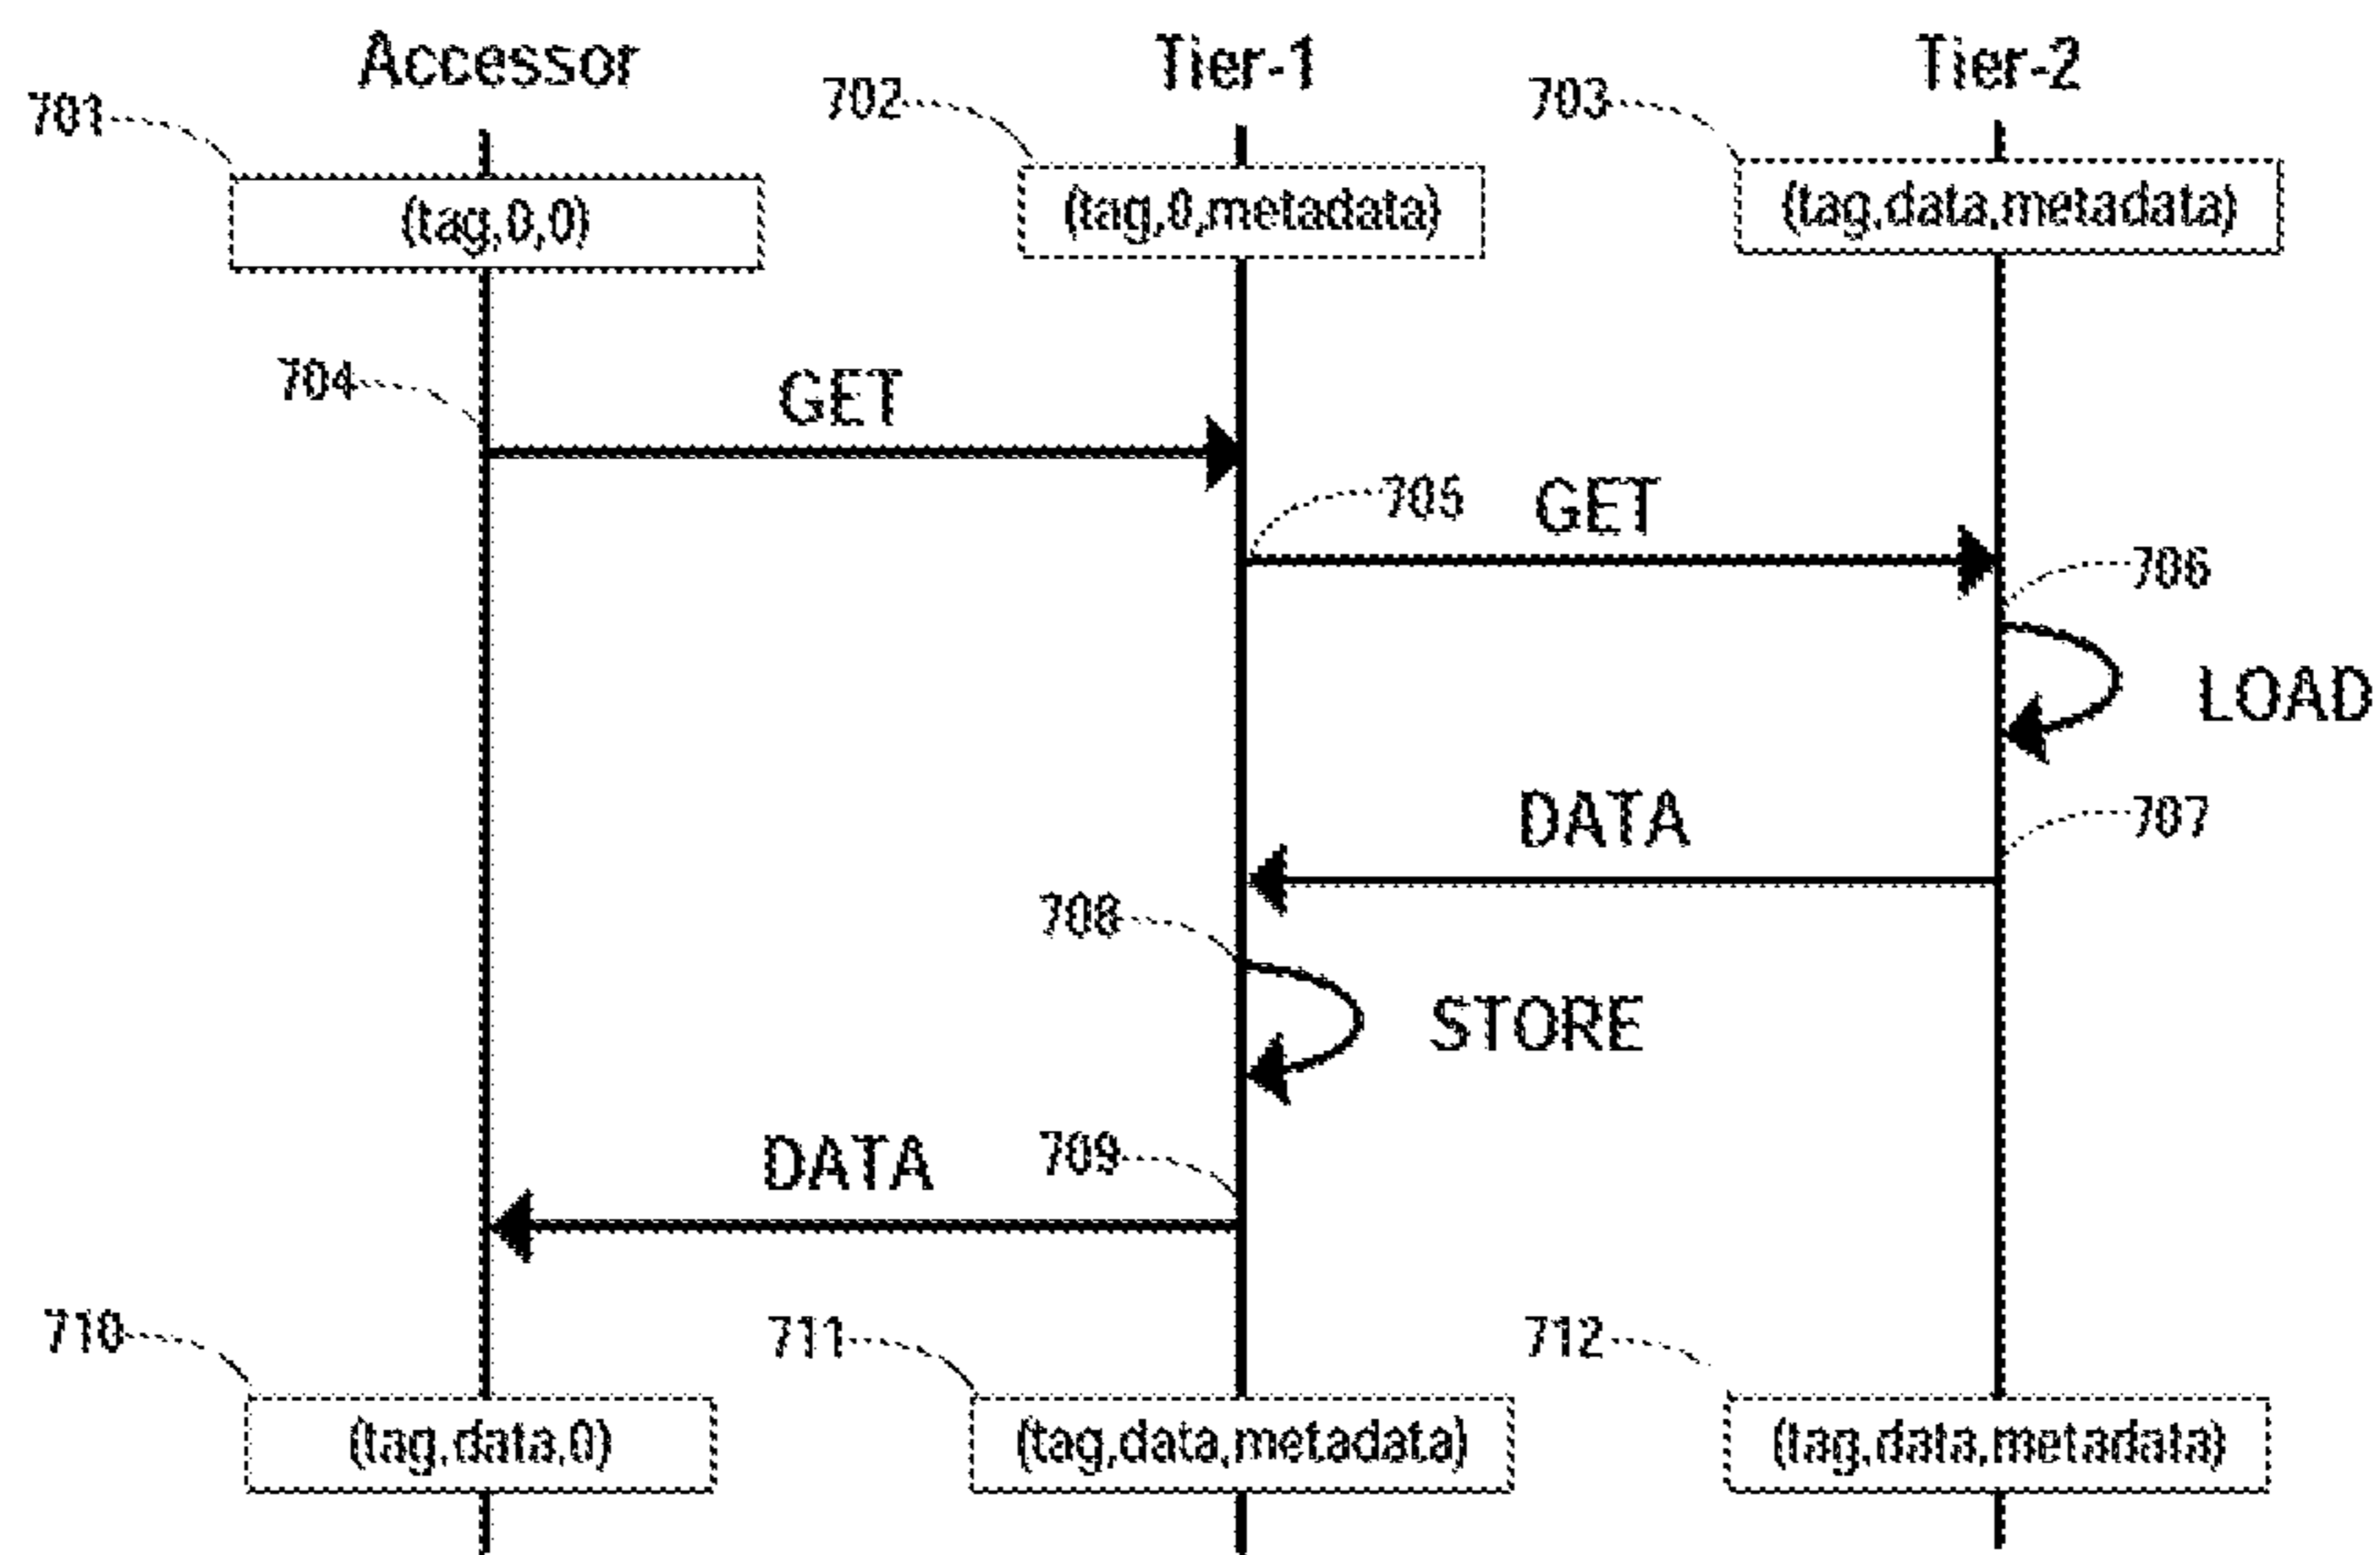 Accessor
Tier-1
Tier-2
701
702
703
(tag,0,0)
(tag,0,metadata)
(tag,data,metadata)
704
GET
705
GET
706
LOAD
DATA
707
708
STORE
DATA
709
710
711
712
(tag,data,0)
(tag,data,metadata)
(tag,data,metadata)